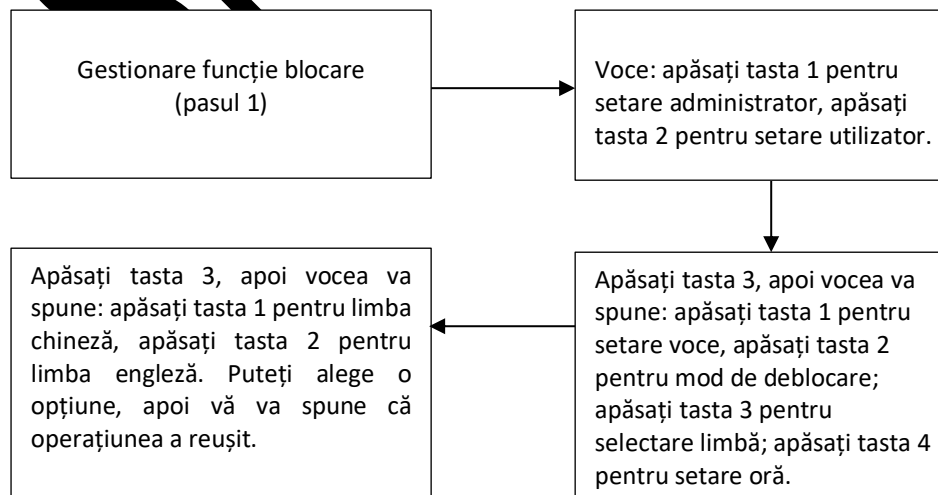 Gestionare funcție blocare
(pasul 1)
Voce: apăsați tasta 1 pentru
setare administrator, apăsați
tasta 2 pentru setare utilizator.
Apăsați tasta 3, apoi vocea va
spune: apăsați tasta 1 pentru
setare voce, apăsați tasta 2
pentru mod de deblocare;
apăsați tasta 3 pentru
selectare limbă; apăsați tasta 4
pentru setare oră.
Apăsați tasta 3, apoi vocea va
spune: apăsați tasta 1 pentru limba
chineză, apăsați tasta 2 pentru
limba engleză. Puteți alege o
opțiune, apoi vă va spune că
operațiunea a reușit.